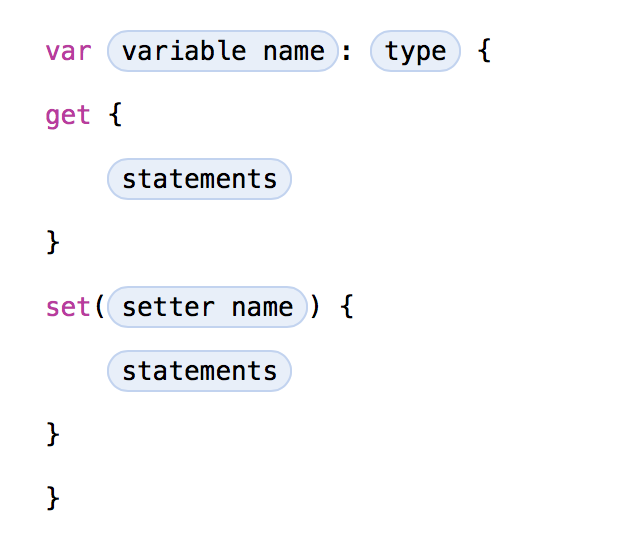 var variable name: type {
get {
statements
}
set(setter name) {
statements
}
}